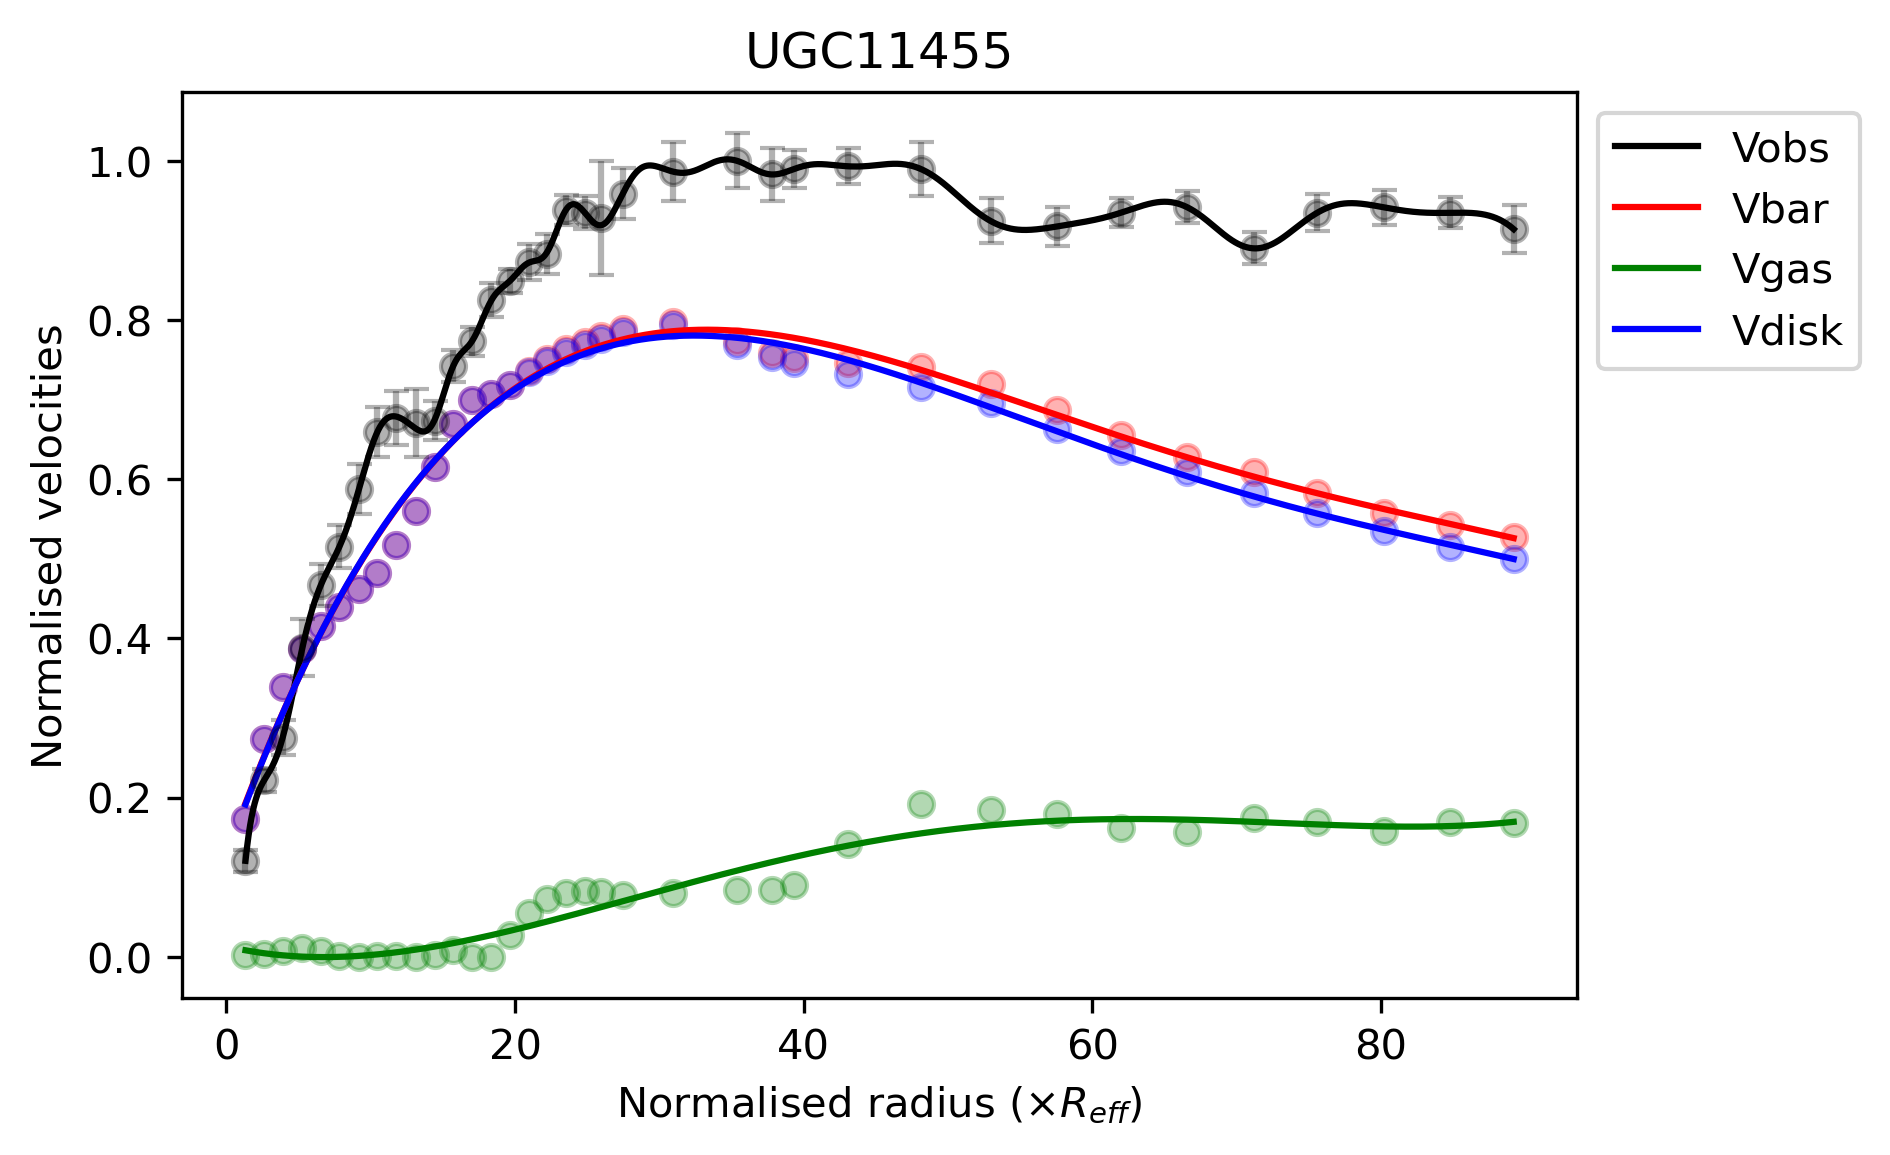 UGC11455
Normalised velocities
1.0
0.8
0.6
0.4
0.2
0.0
0 20 40 60 80
Normalised radius (×R_eff)
Vobs
Vbar
Vgas
Vdisk